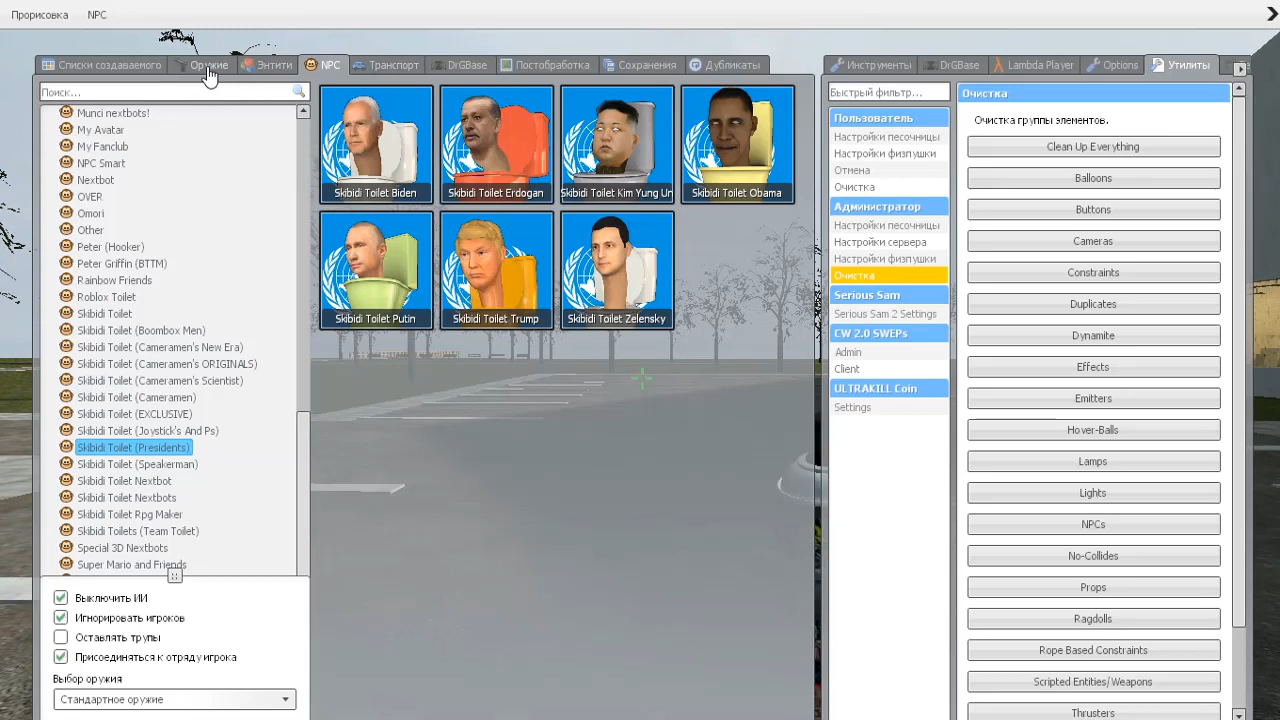 Прорисовка NPC
Списки создаваемого Оружие Энтити NPC Транспорт DrGBase Постобработка Сохранения Дубликаты
Поиск...
Munci nextbots!
My Avatar
My Fanclub
NPC Smart
Nextbot
OVER
Omori
Other
Peter (Hooker)
Peter Griffin (BTTM)
Rainbow Friends
Roblox Toilet
Skibidi Toilet
Skibidi Toilet (Boombox Men)
Skibidi Toilet (Cameramen's New Era)
Skibidi Toilet (Cameramen's ORIGINALS)
Skibidi Toilet (Cameramen's Scientist)
Skibidi Toilet (Cameramen)
Skibidi Toilet (EXCLUSIVE)
Skibidi Toilet (Joystick's And Ps)
Skibidi Toilet (Presidents)
Skibidi Toilet (Speakerman)
Skibidi Toilet Nextbot
Skibidi Toilet Nextbots
Skibidi Toilet Rpg Maker
Skibidi Toilets (Team Toilet)
Special 3D Nextbots
Super Mario and Friends
Выключить ИИ
Игнорировать игроков
Оставлять трупы
Присоединяться к отряду игрока
Выбор оружия
Стандартное оружие
Skibidi Toilet Biden
Skibidi Toilet Erdogan
Skibidi Toilet Kim Yung Un
Skibidi Toilet Obama
Skibidi Toilet Putin
Skibidi Toilet Trump
Skibidi Toilet Zelensky
Инструменты DrGBase Lambda Player Options Утилиты
Быстрый фильтр...
Пользователь
Настройки песочницы
Настройки физпушки
Отмена
Очистка
Администратор
Настройки песочницы
Настройки сервера
Настройки физпушки
Очистка
Serious Sam
Serious Sam 2 Settings
CW 2.0 SWEPs
Admin
Client
ULTRAKILL Coin
Settings
Очистка
Очистка группы элементов.
Clean Up Everything
Balloons
Buttons
Cameras
Constraints
Duplicates
Dynamite
Effects
Emitters
Hover-Balls
Lamps
Lights
NPCs
No-Collides
Props
Ragdolls
Rope Based Constraints
Scripted Entities/Weapons
Thrusters